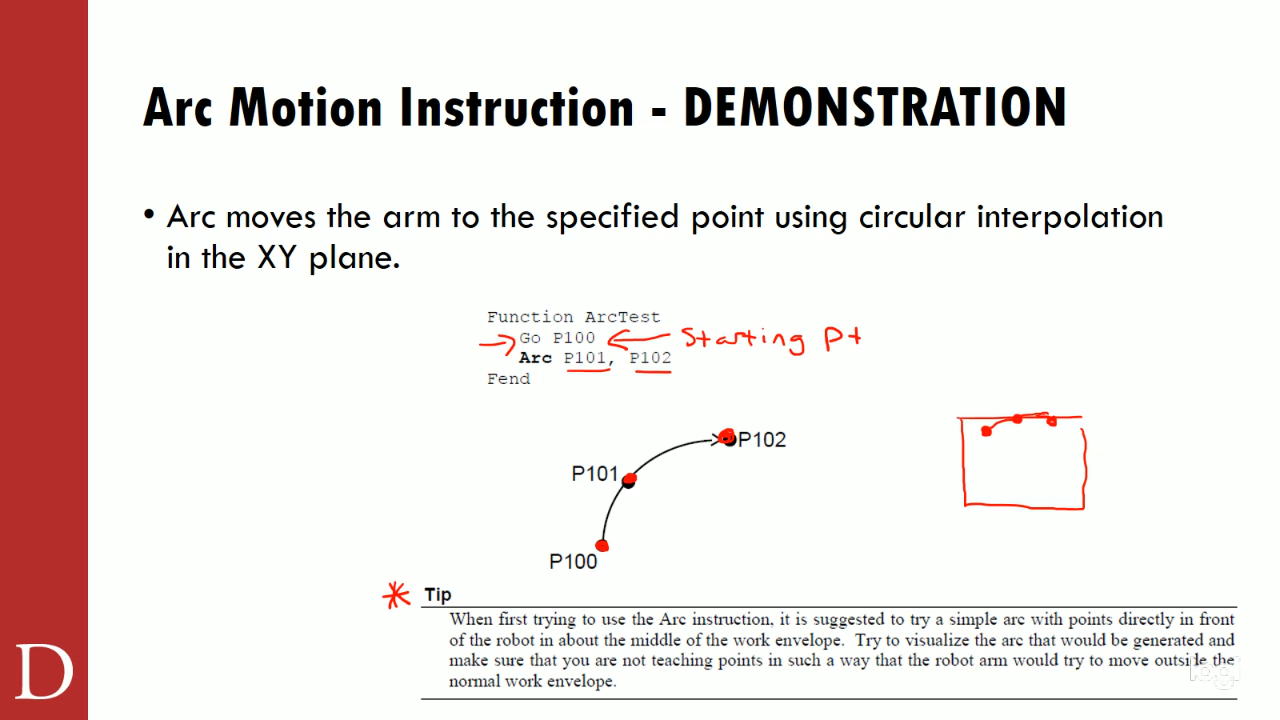 Arc Motion Instruction - DEMONSTRATION
• Arc moves the arm to the specified point using circular interpolation
in the XY plane.
Function ArcTest
Go P100 Starting Pt
Arc P101, P102
Fend
P102
P101
P100
* Tip
When first trying to use the Arc instruction, it is suggested to try a simple arc with points directly in front
of the robot in about the middle of the work envelope. Try to visualize the arc that would be generated and
make sure that you are not teaching points in such a way that the robot arm would try to move outside the
normal work envelope.
D